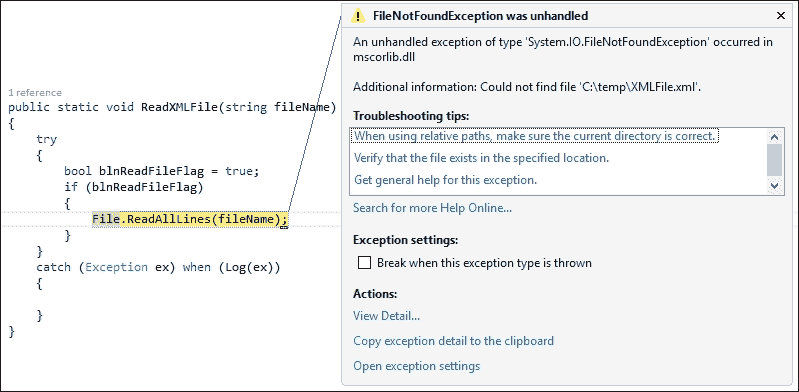 1 reference
public static void ReadXMLFile(string fileName)
{
try
{
bool blnReadFileFlag = true;
if (blnReadFileFlag)
{
File.ReadAllLines(fileName);
}
}
catch (Exception ex) when (Log(ex))
{
}
}
FileNotFoundException was unhandled
An unhandled exception of type 'System.IO.FileNotFoundException' occurred in
mscorlib.dll
Additional information: Could not find file 'C:\temp\XMLFile.xml'.
Troubleshooting tips:
When using relative paths, make sure the current directory is correct.
Verify that the file exists in the specified location.
Get general help for this exception.
Search for more Help Online...
Exception settings:
Break when this exception type is thrown
Actions:
View Detail...
Copy exception detail to the clipboard
Open exception settings